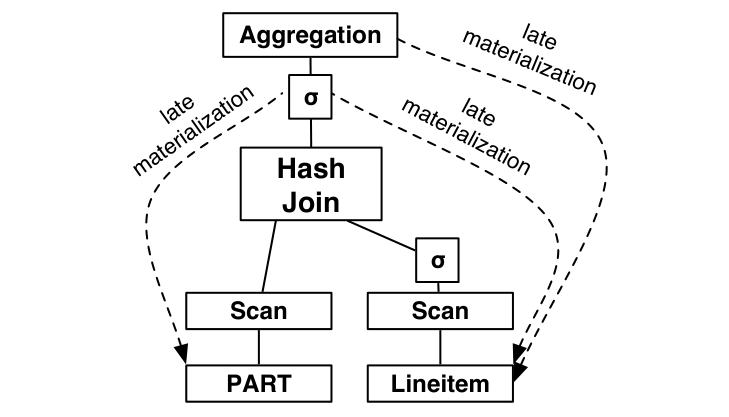 Aggregation
late
materialization
σ
late
materialization
late
materialization
Hash
Join
σ
Scan
Scan
PART
Lineitem